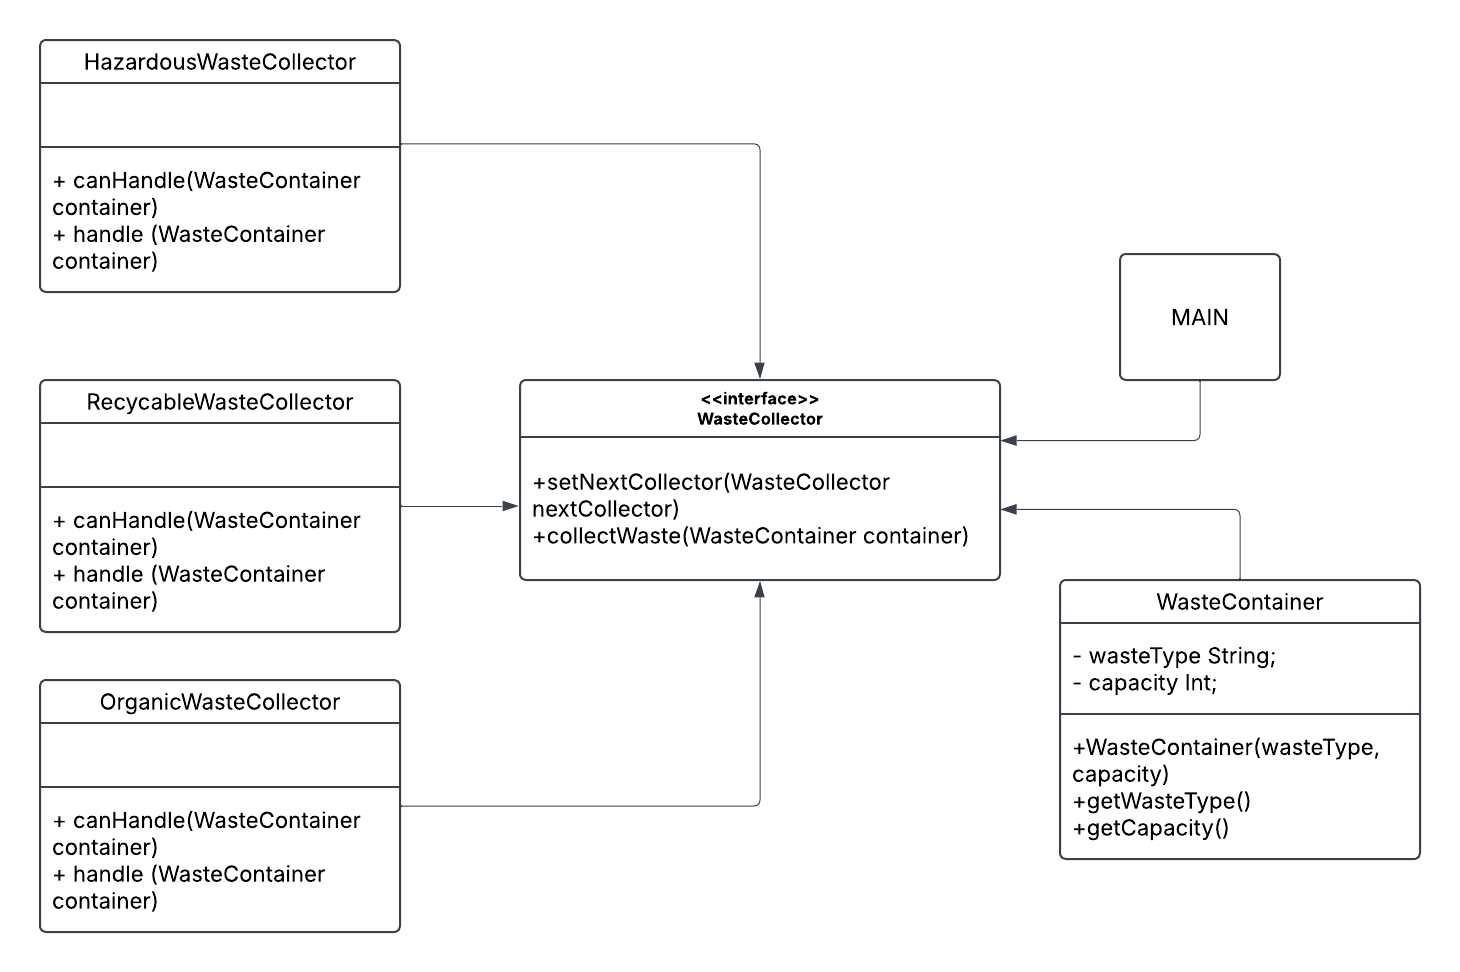 HazardousWasteCollector
+ canHandle(WasteContainer
container)
+ handle (WasteContainer
container)
MAIN
RecycableWasteCollector
+ canHandle(WasteContainer
container)
+ handle (WasteContainer
container)
<<interface>>
WasteCollector
+setNextCollector(WasteCollector
nextCollector)
+collectWaste(WasteContainer container)
WasteContainer
- wasteType String;
- capacity Int;
+WasteContainer(wasteType,
capacity)
+getWasteType()
+getCapacity()
OrganicWasteCollector
+ canHandle(WasteContainer
container)
+ handle (WasteContainer
container)